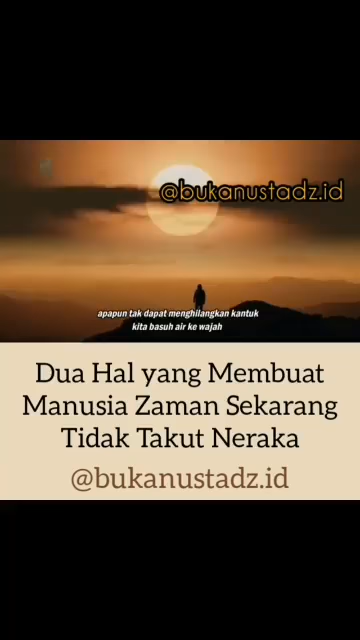 @bukanustadz.id
apapun tak dapat menghilangkan kantuk
kita basuh air ke wajah
Dua Hal yang Membuat
Manusia Zaman Sekarang
Tidak Takut Neraka
@bukanustadz.id